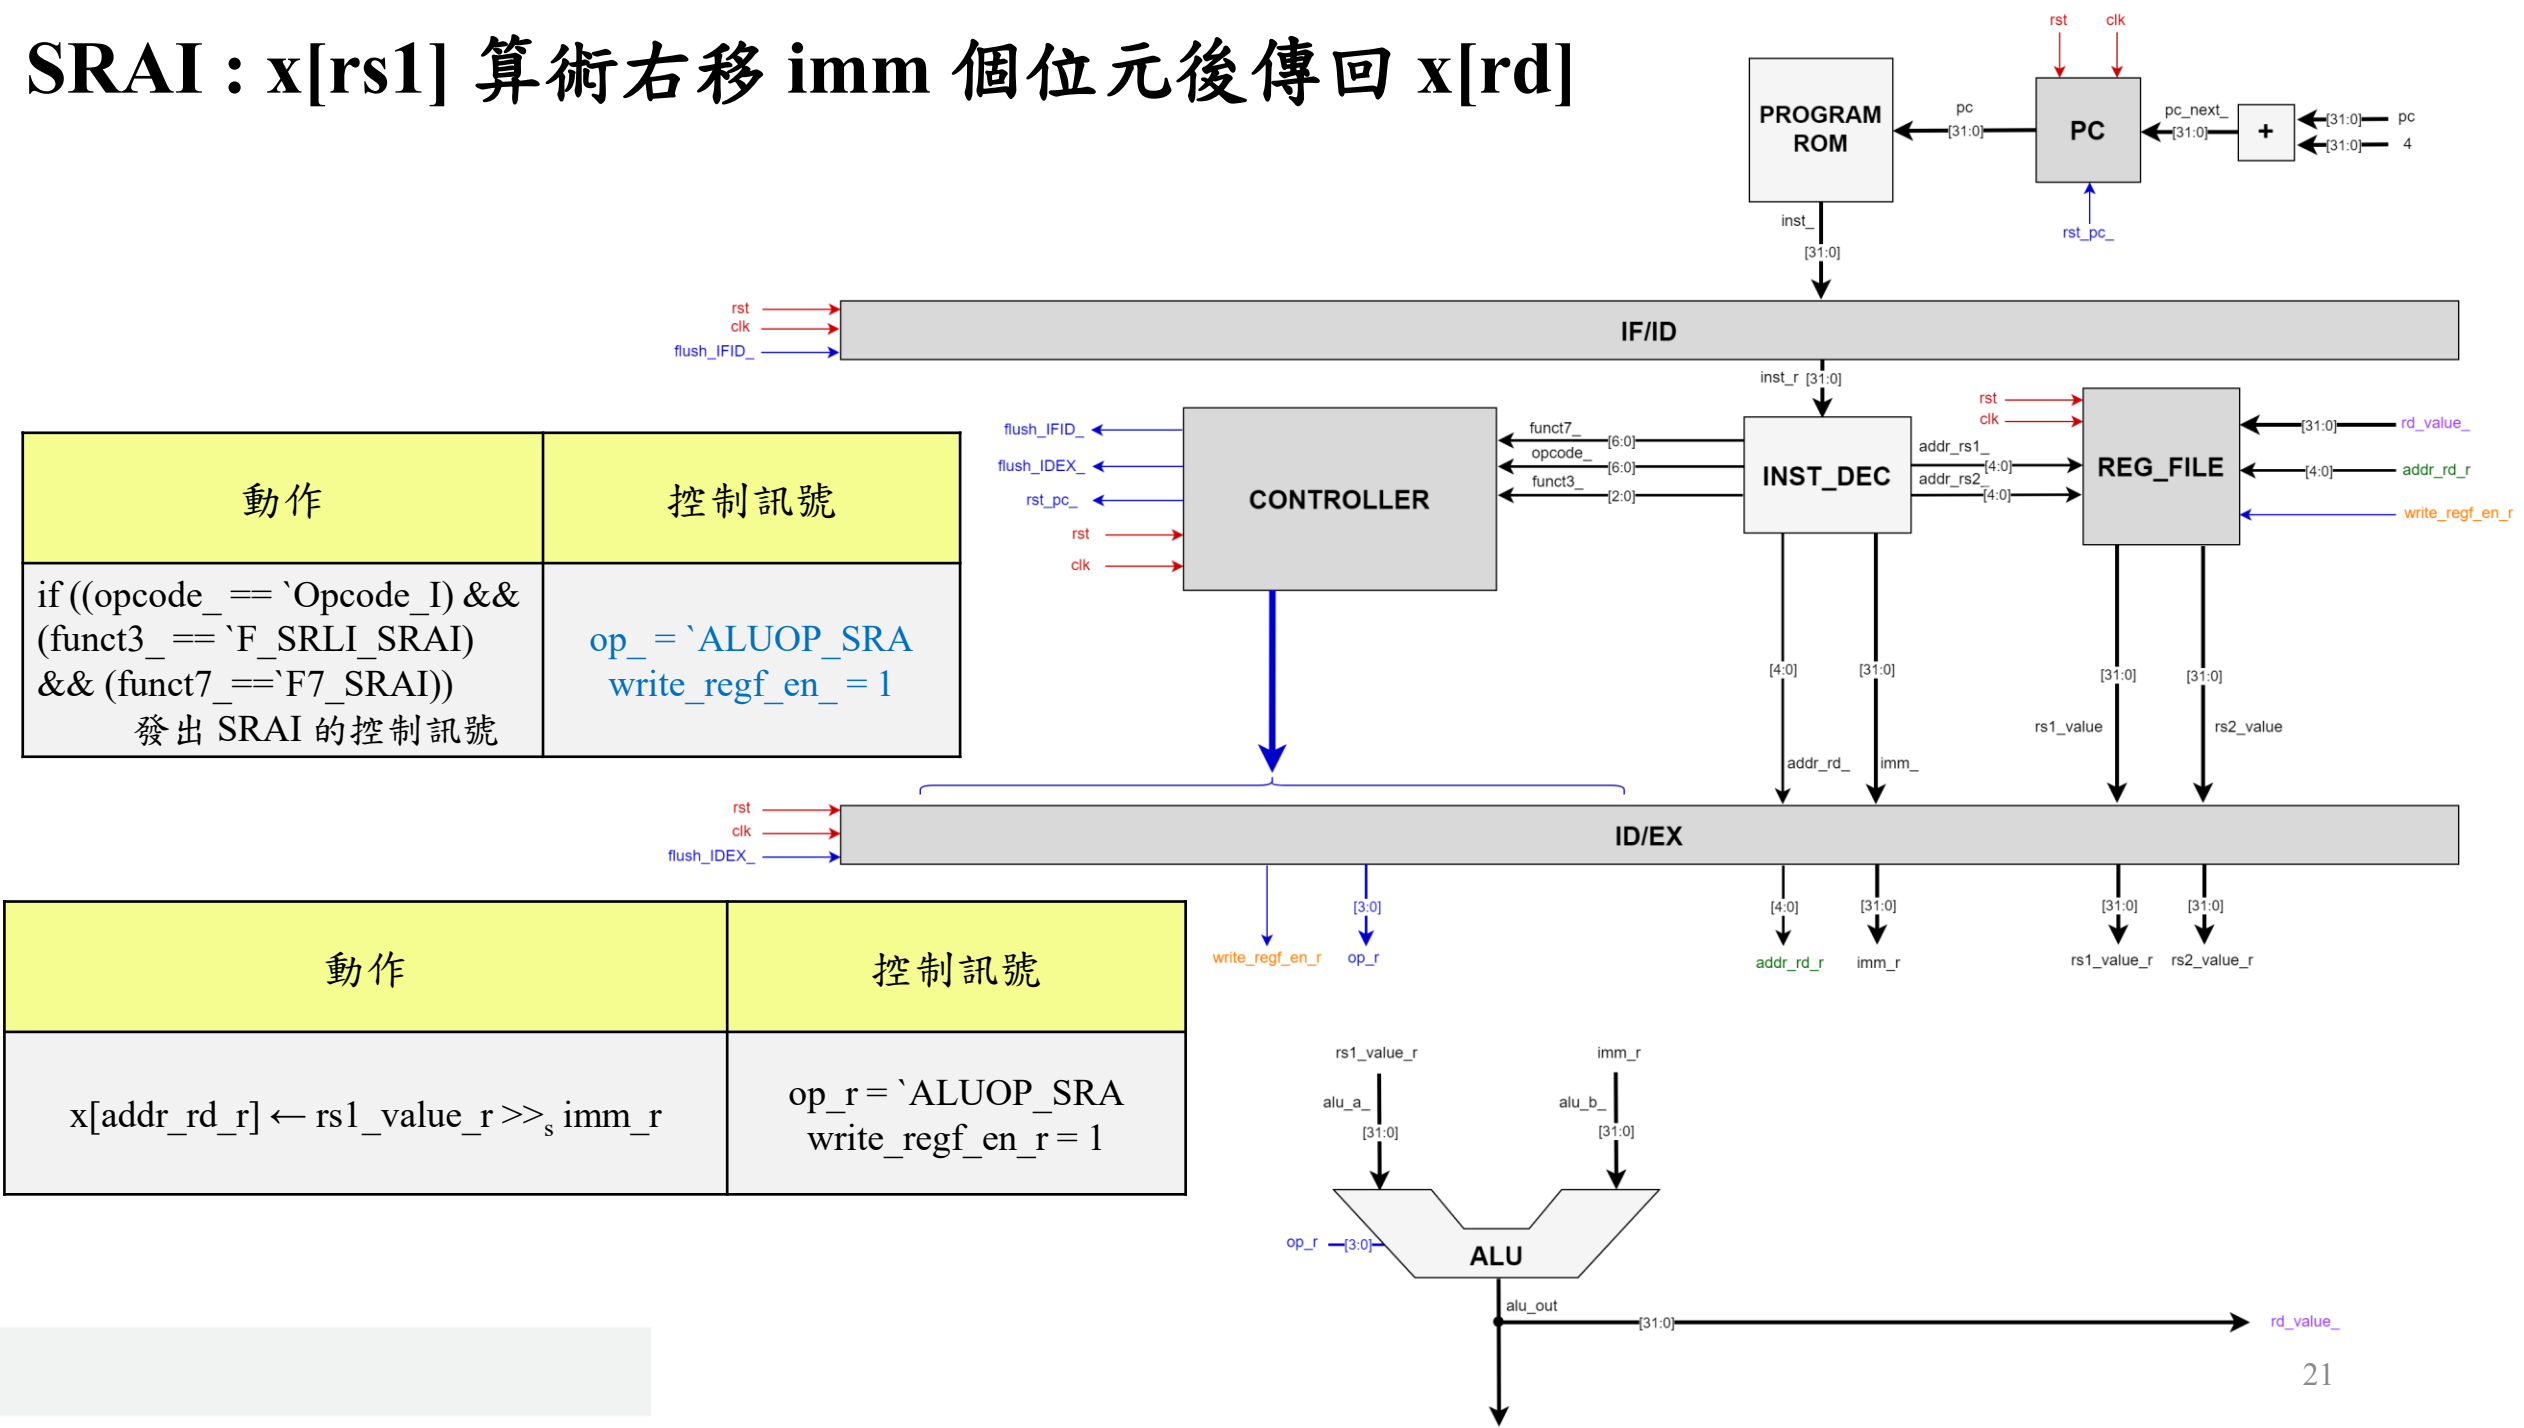 SRAI : x[rs1] 算術右移 imm 個位元後傳回 x[rd]
rst
clk
PROGRAM
ROM
pc
[31:0]
PC
pc_next_
[31:0]
+
[31:0]
pc
[31:0]
4
rst_pc_
inst_
[31:0]
rst
clk
flush_IFID_
IF/ID
inst_r [31:0]
flush_IFID_
flush_IDEX_
rst_pc_
rst
clk
CONTROLLER
funct7_
[6:0]
opcode_
[6:0]
funct3_
[2:0]
INST_DEC
addr_rs1_
[4:0]
addr_rs2_
[4:0]
rst
clk
REG_FILE
[31:0]
rd_value_
[4:0]
addr_rd_r
write_regf_en_r
動作
控制訊號
if ((opcode_ == `Opcode_I) &&
(funct3_ == `F_SRLI_SRAI)
&& (funct7_==`F7_SRAI))
發出 SRAI 的控制訊號
op_ = `ALUOP_SRA
write_regf_en_ = 1
[4:0]
[31:0]
[31:0]
[31:0]
rs1_value
rs2_value
addr_rd_
imm_
rst
clk
flush_IDEX_
ID/EX
[3:0]
[4:0]
[31:0]
[31:0]
[31:0]
write_regf_en_r
op_r
addr_rd_r
imm_r
rs1_value_r
rs2_value_r
動作
控制訊號
x[addr_rd_r] ← rs1_value_r >>s imm_r
op_r = `ALUOP_SRA
write_regf_en_r = 1
rs1_value_r
imm_r
alu_a_
[31:0]
alu_b_
[31:0]
op_r
[3:0]
ALU
alu_out
[31:0]
rd_value_
21